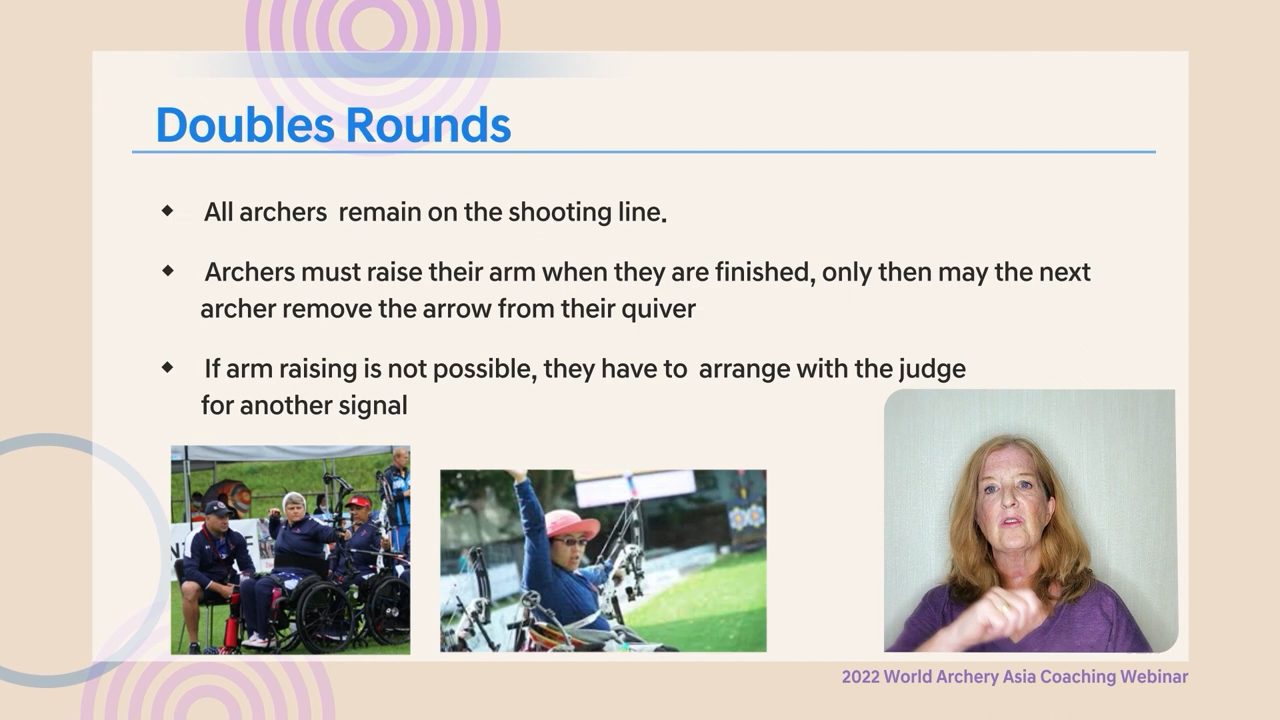 Doubles Rounds
◆ All archers remain on the shooting line.
◆ Archers must raise their arm when they are finished, only then may the next
archer remove the arrow from their quiver
◆ If arm raising is not possible, they have to arrange with the judge
for another signal
2022 World Archery Asia Coaching Webinar